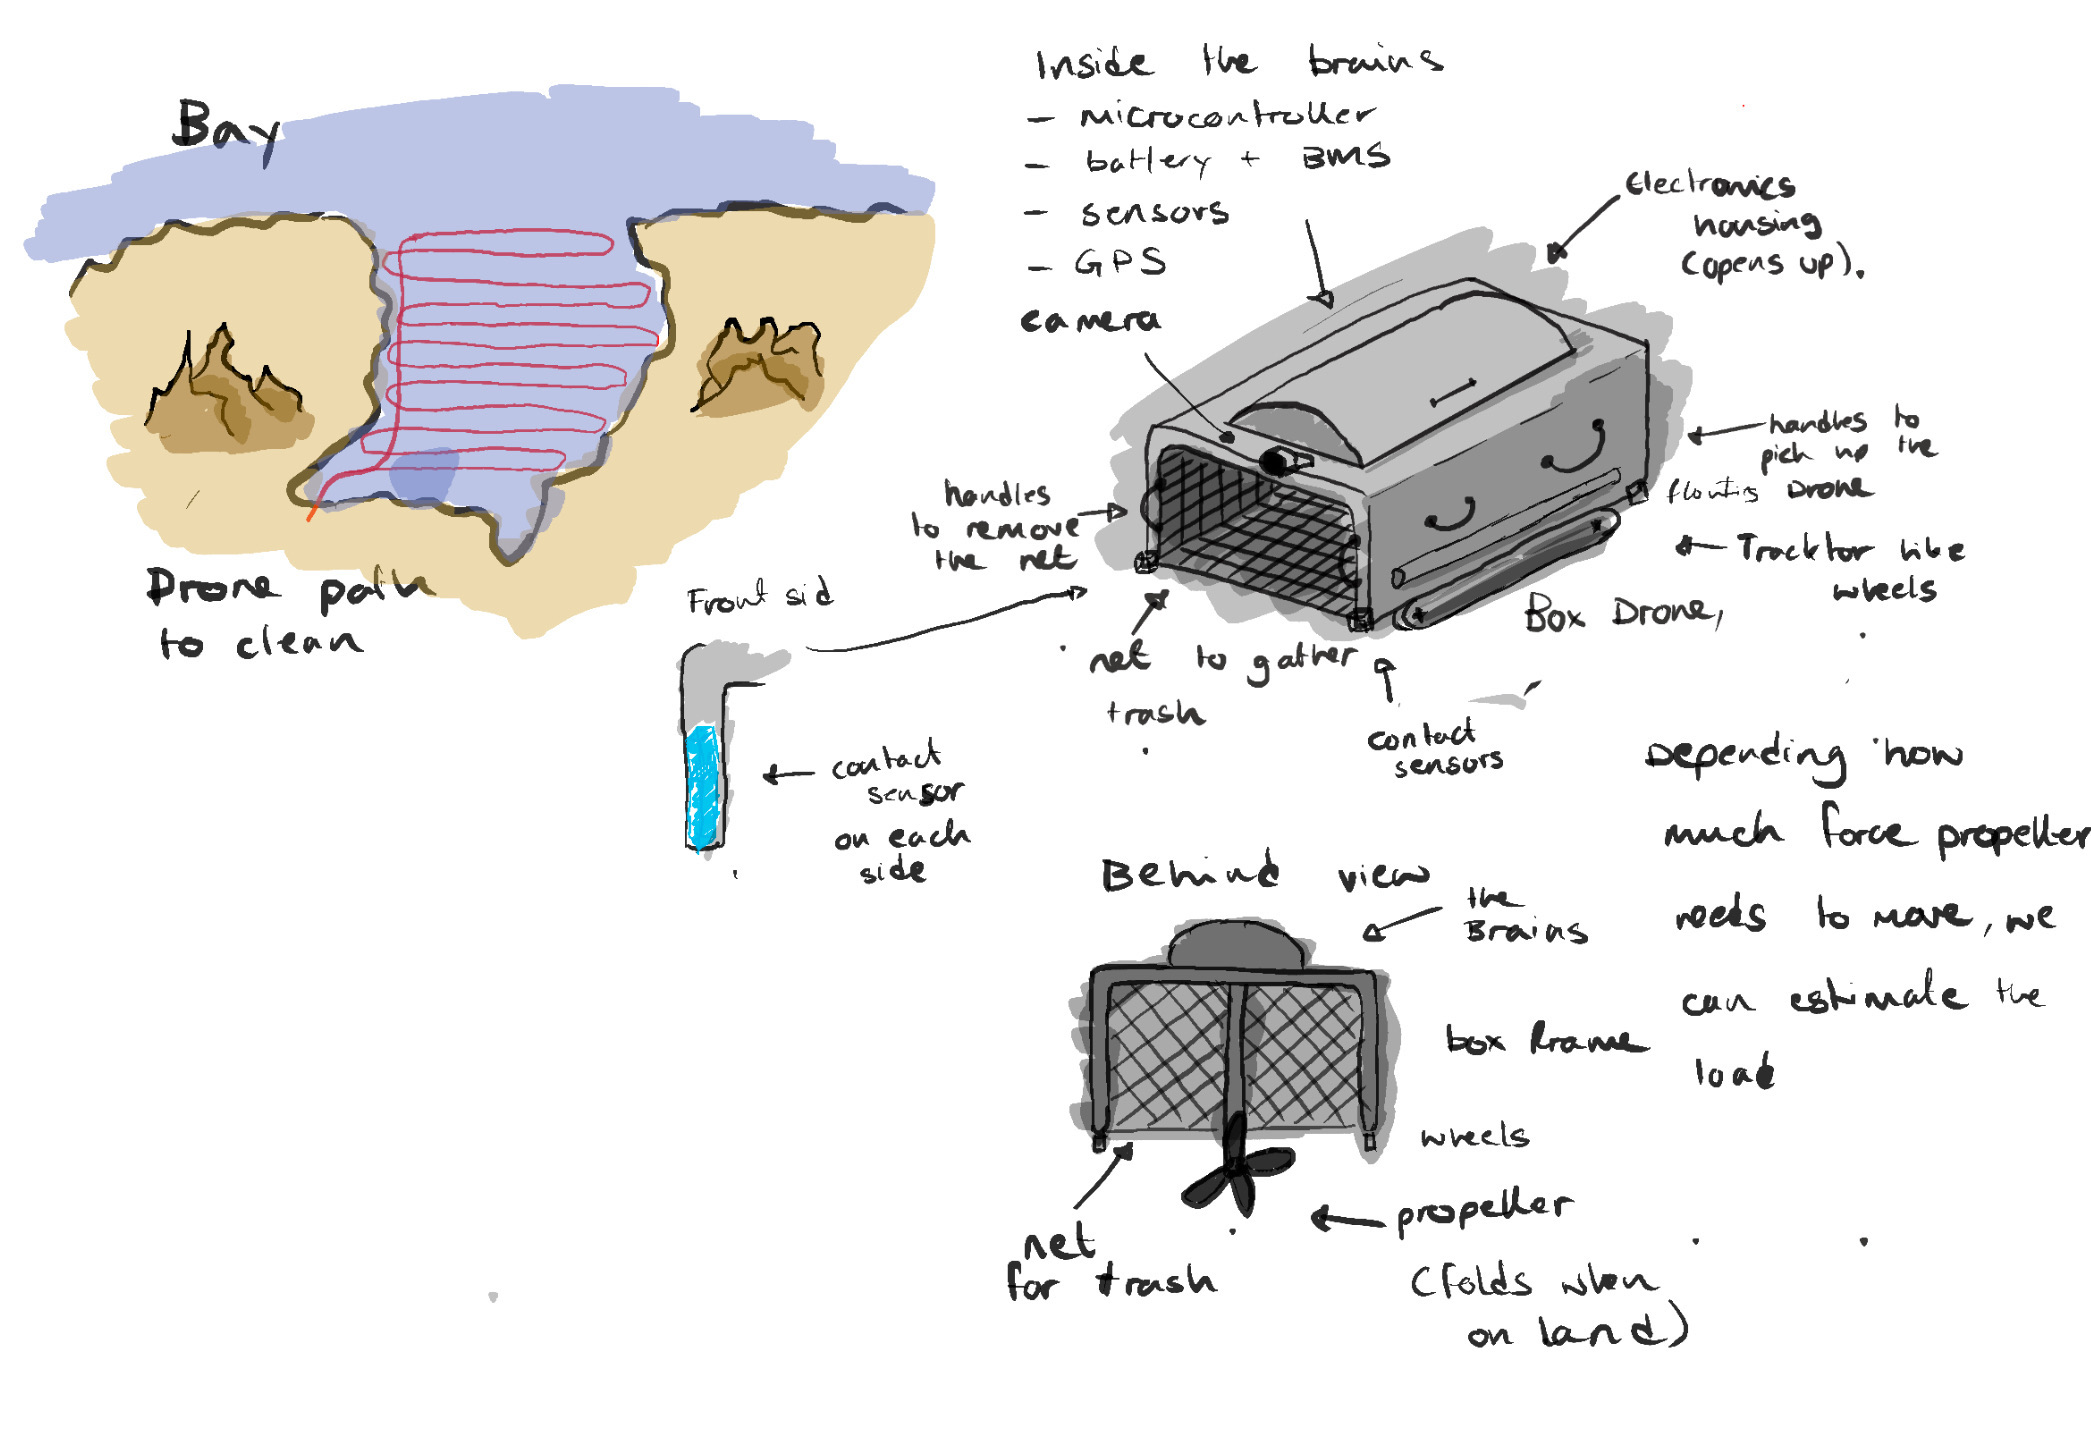 Bay
Drone path
to clean
Inside the brains
- microcontroller
- battery + BMS
- sensors
- GPS
camera
Electronics
housing
(opens up).
handles to
pick up the
floating Drone
Tracktor like
wheels
Box Drone,
handles
to remove
the net
Front sid
net to gather
trash
contact
sensors
contact
sensor
on each
side
Depending how
much force propeller
needs to move, we
can estimate the
load
Behind view
the
Brains
box frame
wheels
propeller
(folds when
on land)
net
for trash